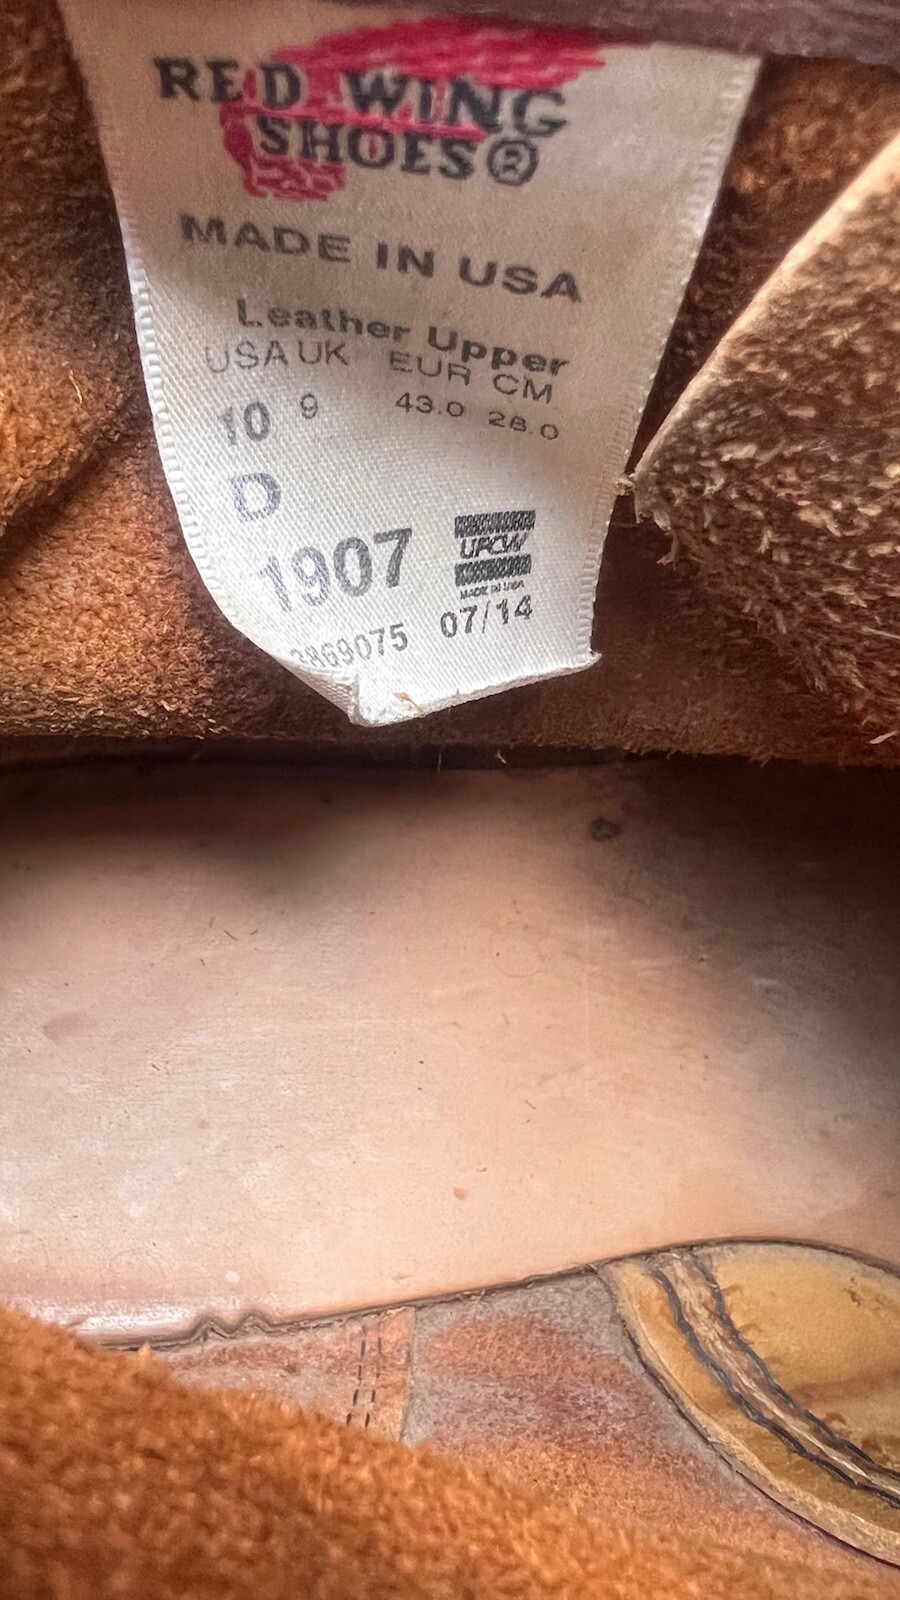 RED WING
SHOES®
MADE IN USA
Leather Upper
USA UK EUR CM
10 9 43.0 28.0
D
1907
UFCW
MADE IN USA
3869075 07/14